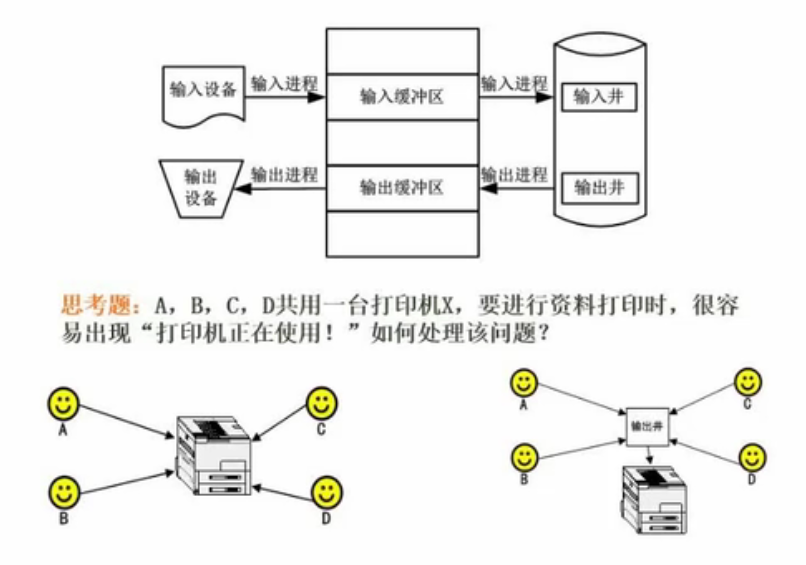 输入设备
输入进程
输入缓冲区
输入进程
输入井
输出
设备
输出进程
输出缓冲区
输出进程
输出井
思考题：A，B，C，D共用一台打印机X，要进行资料打印时，很容
易出现“打印机正在使用！”如何处理该问题？
A
C
B
D
A
C
输出井
B
D